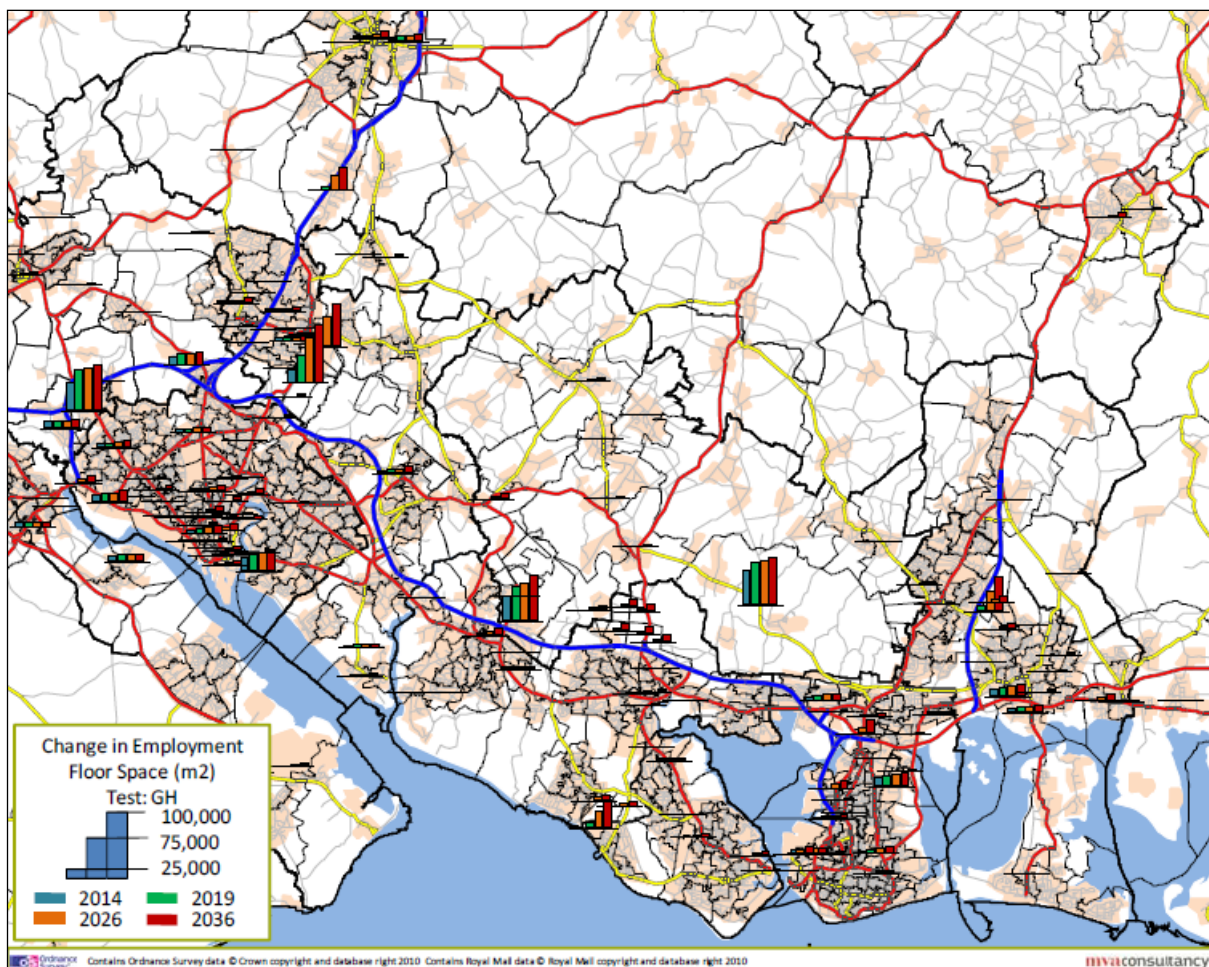 Change in Employment
Floor Space (m2)
Test: GH
100,000
75,000
25,000
2014
2019
2026
2036
Ordnance
Survey
Contains Ordnance Survey data © Crown copyright and database right 2010 Contains Royal Mail data © Royal Mail copyright and database right 2010
mvaconsultancy